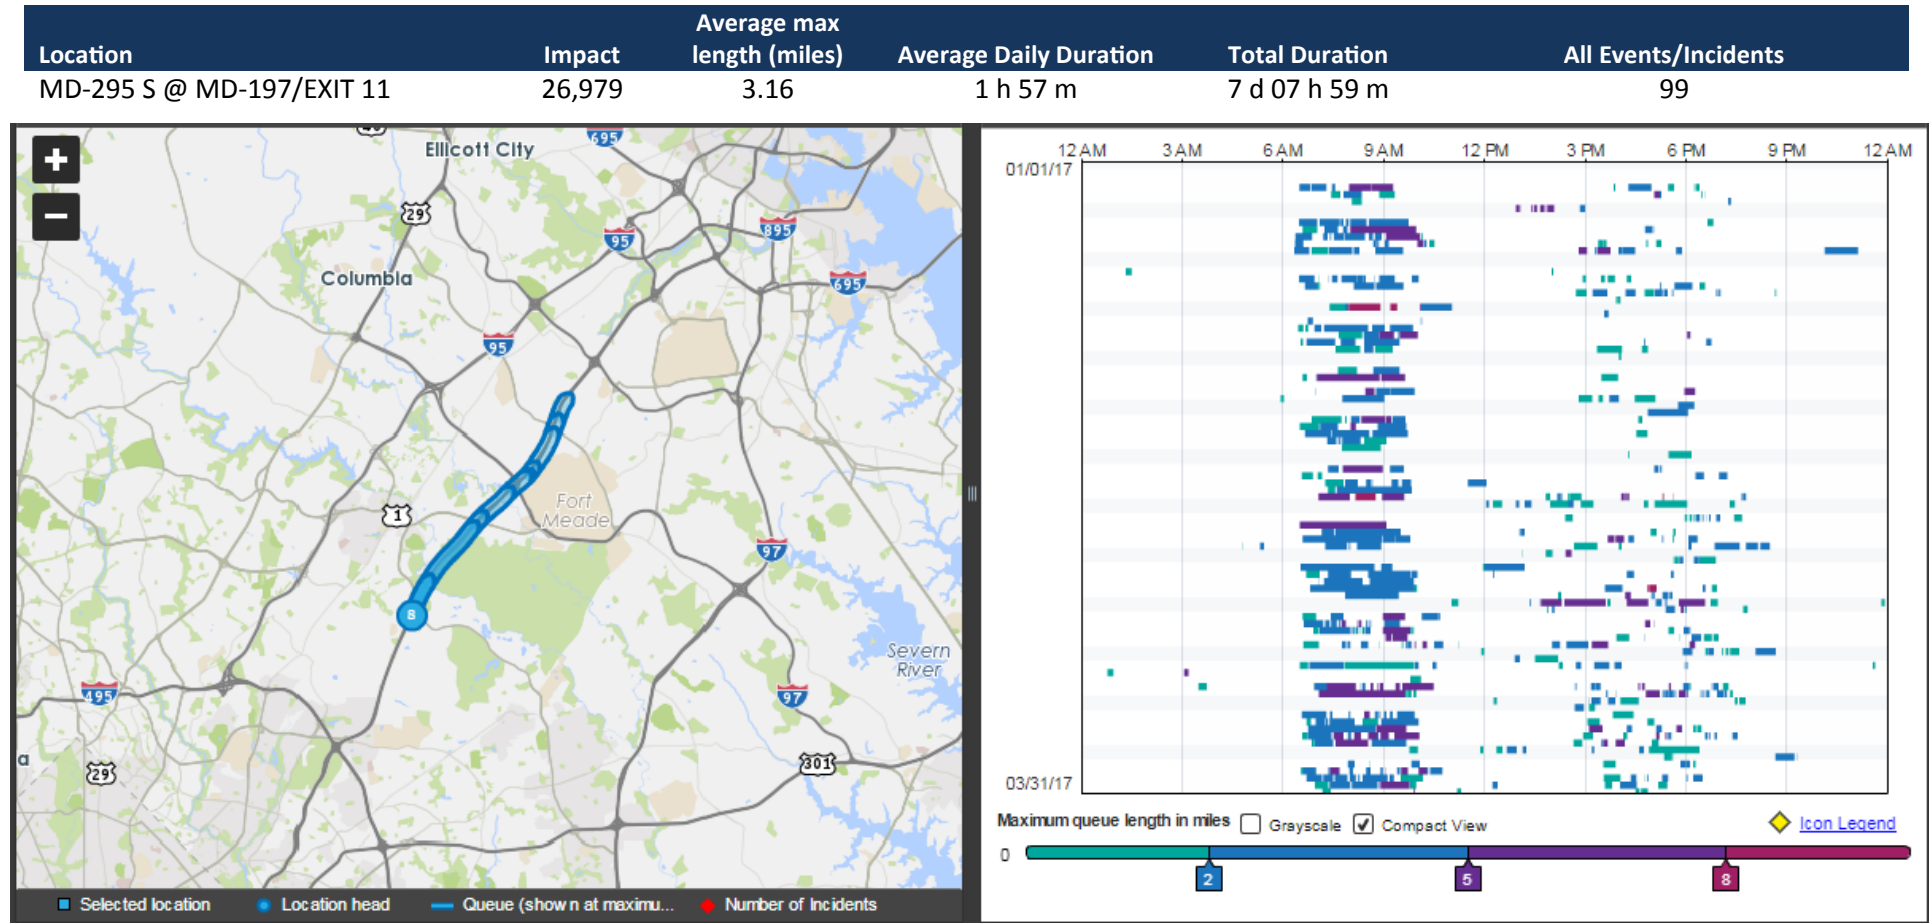 Location Impact Average max length (miles) Average Daily Duration Total Duration All Events/Incidents
MD-295 S @ MD-197/EXIT 11 26,979 3.16 1 h 57 m 7 d 07 h 59 m 99
+
−
Ellicott City
695
29
95
895
Columbia
695
95
Fort
Meade
1
97
8
Severn
River
495
97
a
29
301
Selected location Location head Queue (shown at maximu... Number of Incidents
12 AM 3 AM 6 AM 9 AM 12 PM 3 PM 6 PM 9 PM 12 AM
01/01/17
03/31/17
Maximum queue length in miles Grayscale Compact View Icon Legend
0
2 5 8